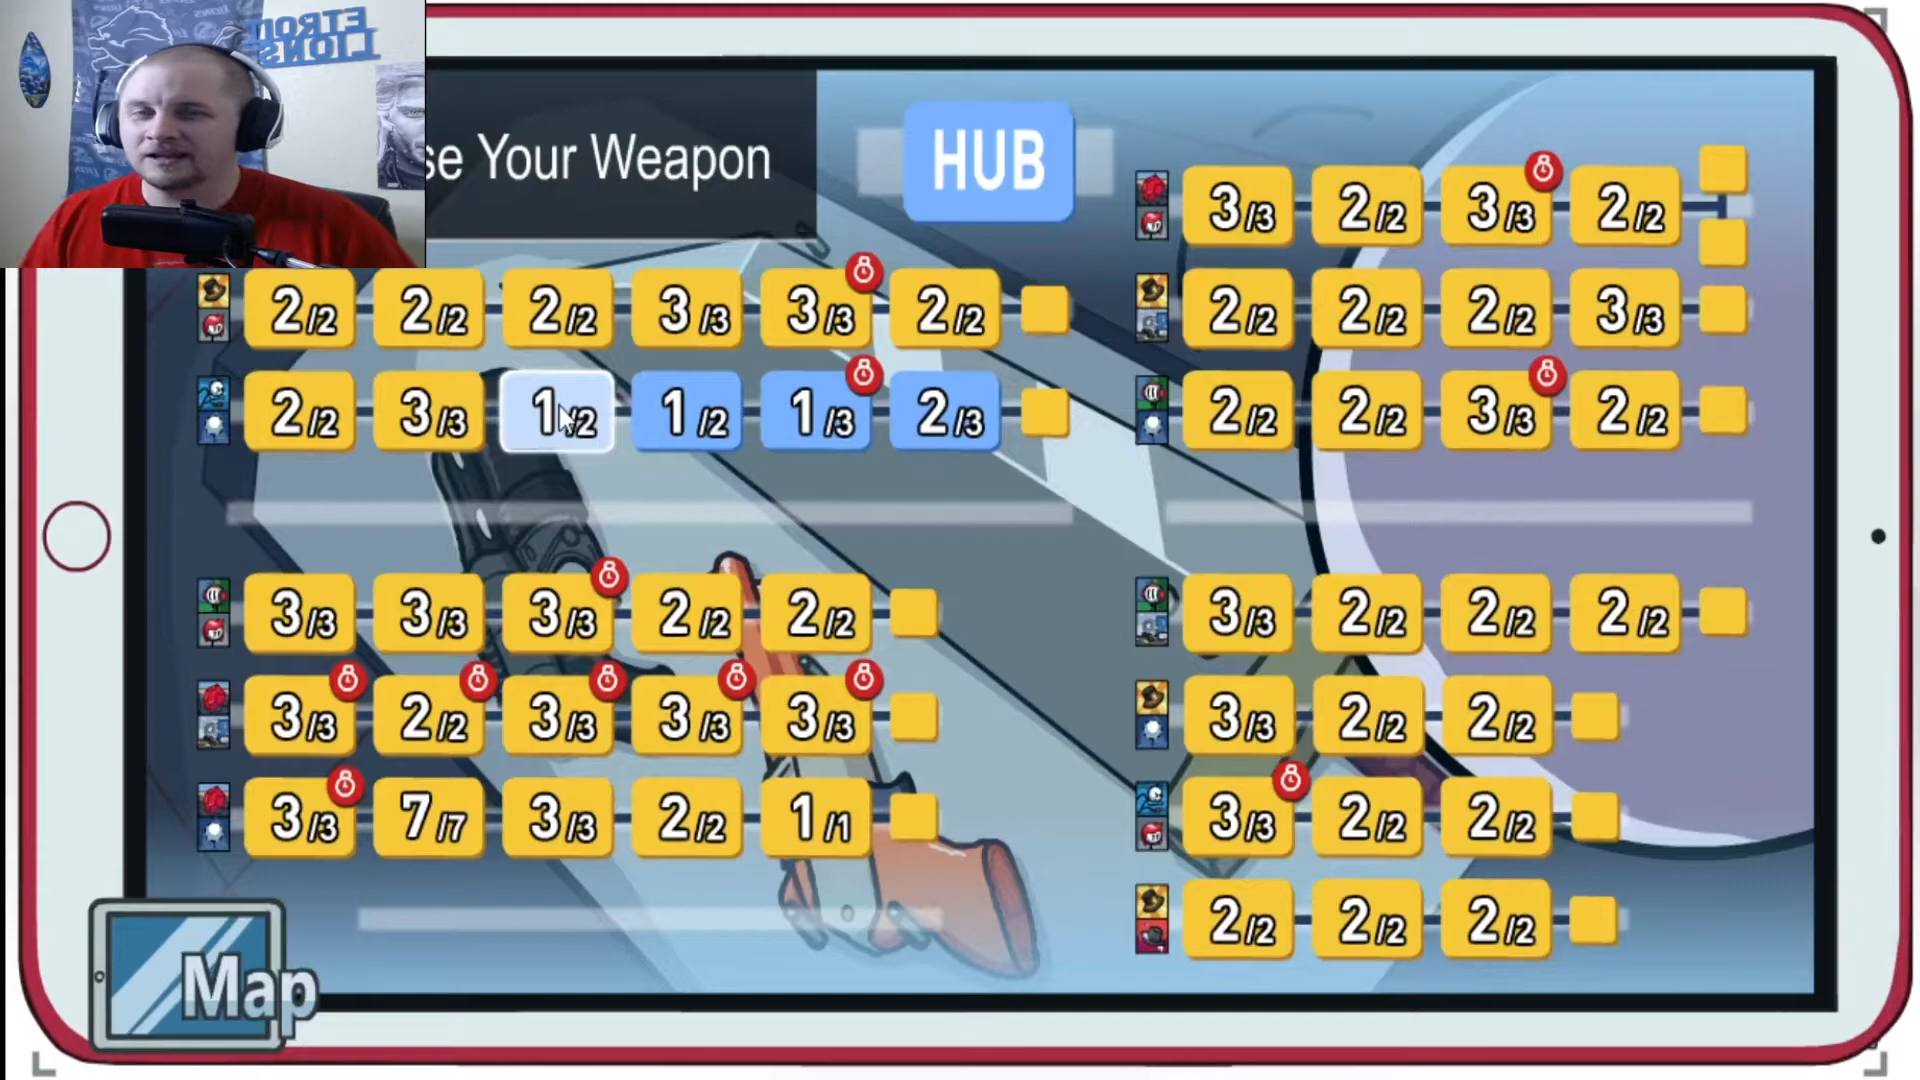 ETROIT
LIONS
se Your Weapon
HUB
3/3 2/2 3/3 2/2
2/2 2/2 2/2 3/3 3/3 2/2
2/2 2/2 2/2 3/3
2/2 3/3 1/2 1/2 1/3 2/3
2/2 2/2 3/3 2/2
3/3 3/3 3/3 2/2 2/2
3/3 2/2 2/2 2/2
3/3 2/2 3/3 3/3 3/3
3/3 2/2 2/2
3/3 7/7 3/3 2/2 1/1
3/3 2/2 2/2
2/2 2/2 2/2
Map